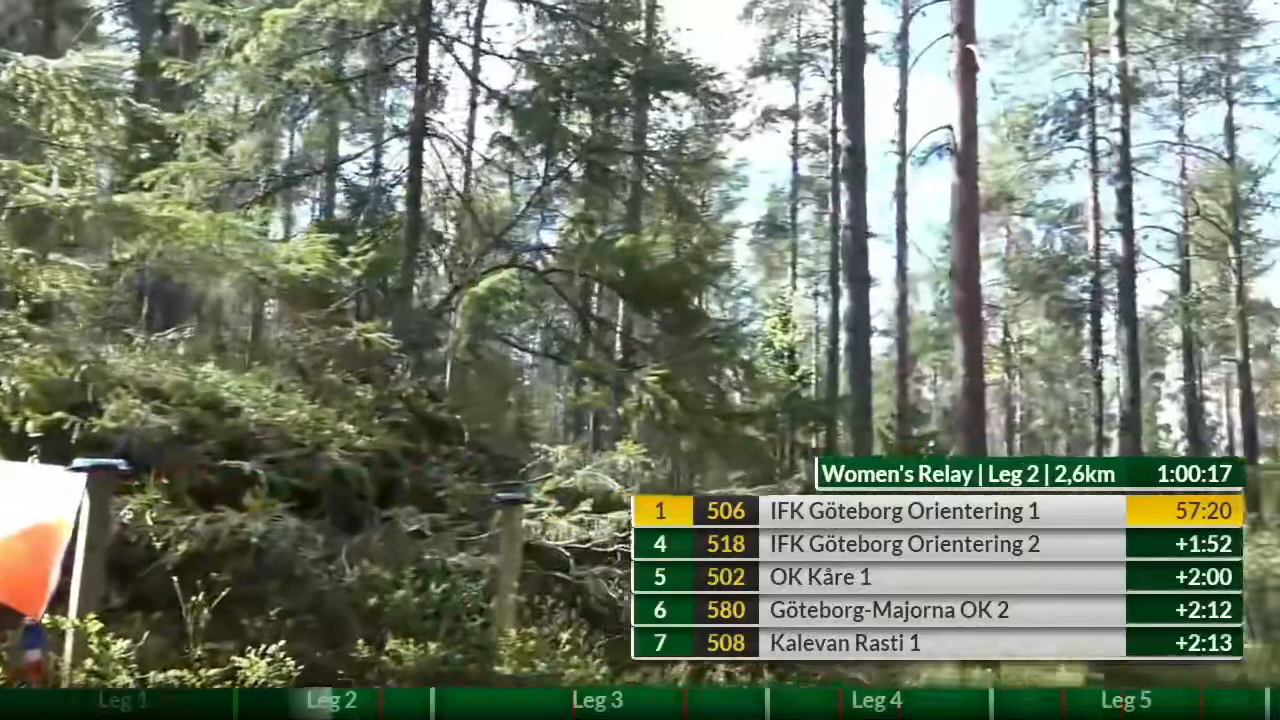 Women's Relay | Leg 2 | 2,6km 1:00:17
1 506 IFK Göteborg Orientering 1 57:20
4 518 IFK Göteborg Orientering 2 +1:52
5 502 OK Kåre 1 +2:00
6 580 Göteborg-Majorna OK 2 +2:12
7 508 Kalevan Rasti 1 +2:13
Leg 1 Leg 2 Leg 3 Leg 4 Leg 5